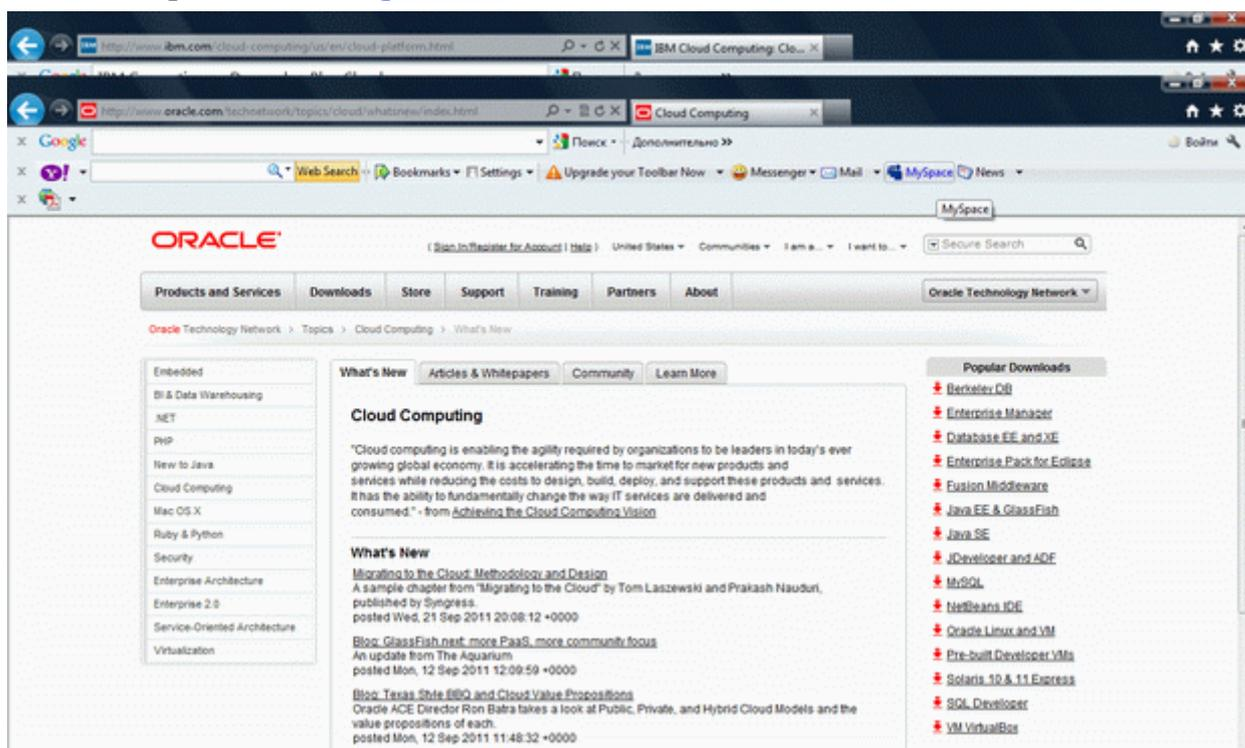 http://www.ibm.com/cloud-computing/us/en/cloud-platform.html
IBM Cloud Computing: Clo...
http://www.oracle.com/technetwork/topics/cloud/whatsnew/index.html
Cloud Computing
Google Поиск Дополнительно Войти
Web Search Bookmarks Settings Upgrade your Toolbar Now Messenger Mail MySpace News
MySpace
ORACLE
( Sign In/Register for Account | Help ) United States Communities I am a... I want to... Secure Search
Products and Services Downloads Store Support Training Partners About Oracle Technology Network
Oracle Technology Network > Topics > Cloud Computing > What's New
Embedded
BI & Data Warehousing
.NET
PHP
New to Java
Cloud Computing
Mac OS X
Ruby & Python
Security
Enterprise Architecture
Enterprise 2.0
Service-Oriented Architecture
Virtualization
What's New Articles & Whitepapers Community Learn More
Cloud Computing
"Cloud computing is enabling the agility required by organizations to be leaders in today's ever
growing global economy. It is accelerating the time to market for new products and
services while reducing the costs to design, build, deploy, and support these products and services.
It has the ability to fundamentally change the way IT services are delivered and
consumed." - from Achieving the Cloud Computing Vision
What's New
Migrating to the Cloud: Methodology and Design
A sample chapter from "Migrating to the Cloud" by Tom Laszewski and Prakash Nauduri,
published by Syngress.
posted Wed, 21 Sep 2011 20:08:12 +0000
Blog: GlassFish.next: more PaaS, more community focus
An update from The Aquarium
posted Mon, 12 Sep 2011 12:09:59 +0000
Blog: Texas Style BBQ and Cloud Value Propositions
Oracle ACE Director Ron Batra takes a look at Public, Private, and Hybrid Cloud Models and the
value propositions of each.
posted Mon, 12 Sep 2011 11:48:32 +0000
Popular Downloads
Berkeley DB
Enterprise Manager
Database EE and XE
Enterprise Pack for Eclipse
Fusion Middleware
Java EE & GlassFish
Java SE
JDeveloper and ADF
MySQL
NetBeans IDE
Oracle Linux and VM
Pre-built Developer VMs
Solaris 10 & 11 Express
SQL Developer
VM VirtualBox